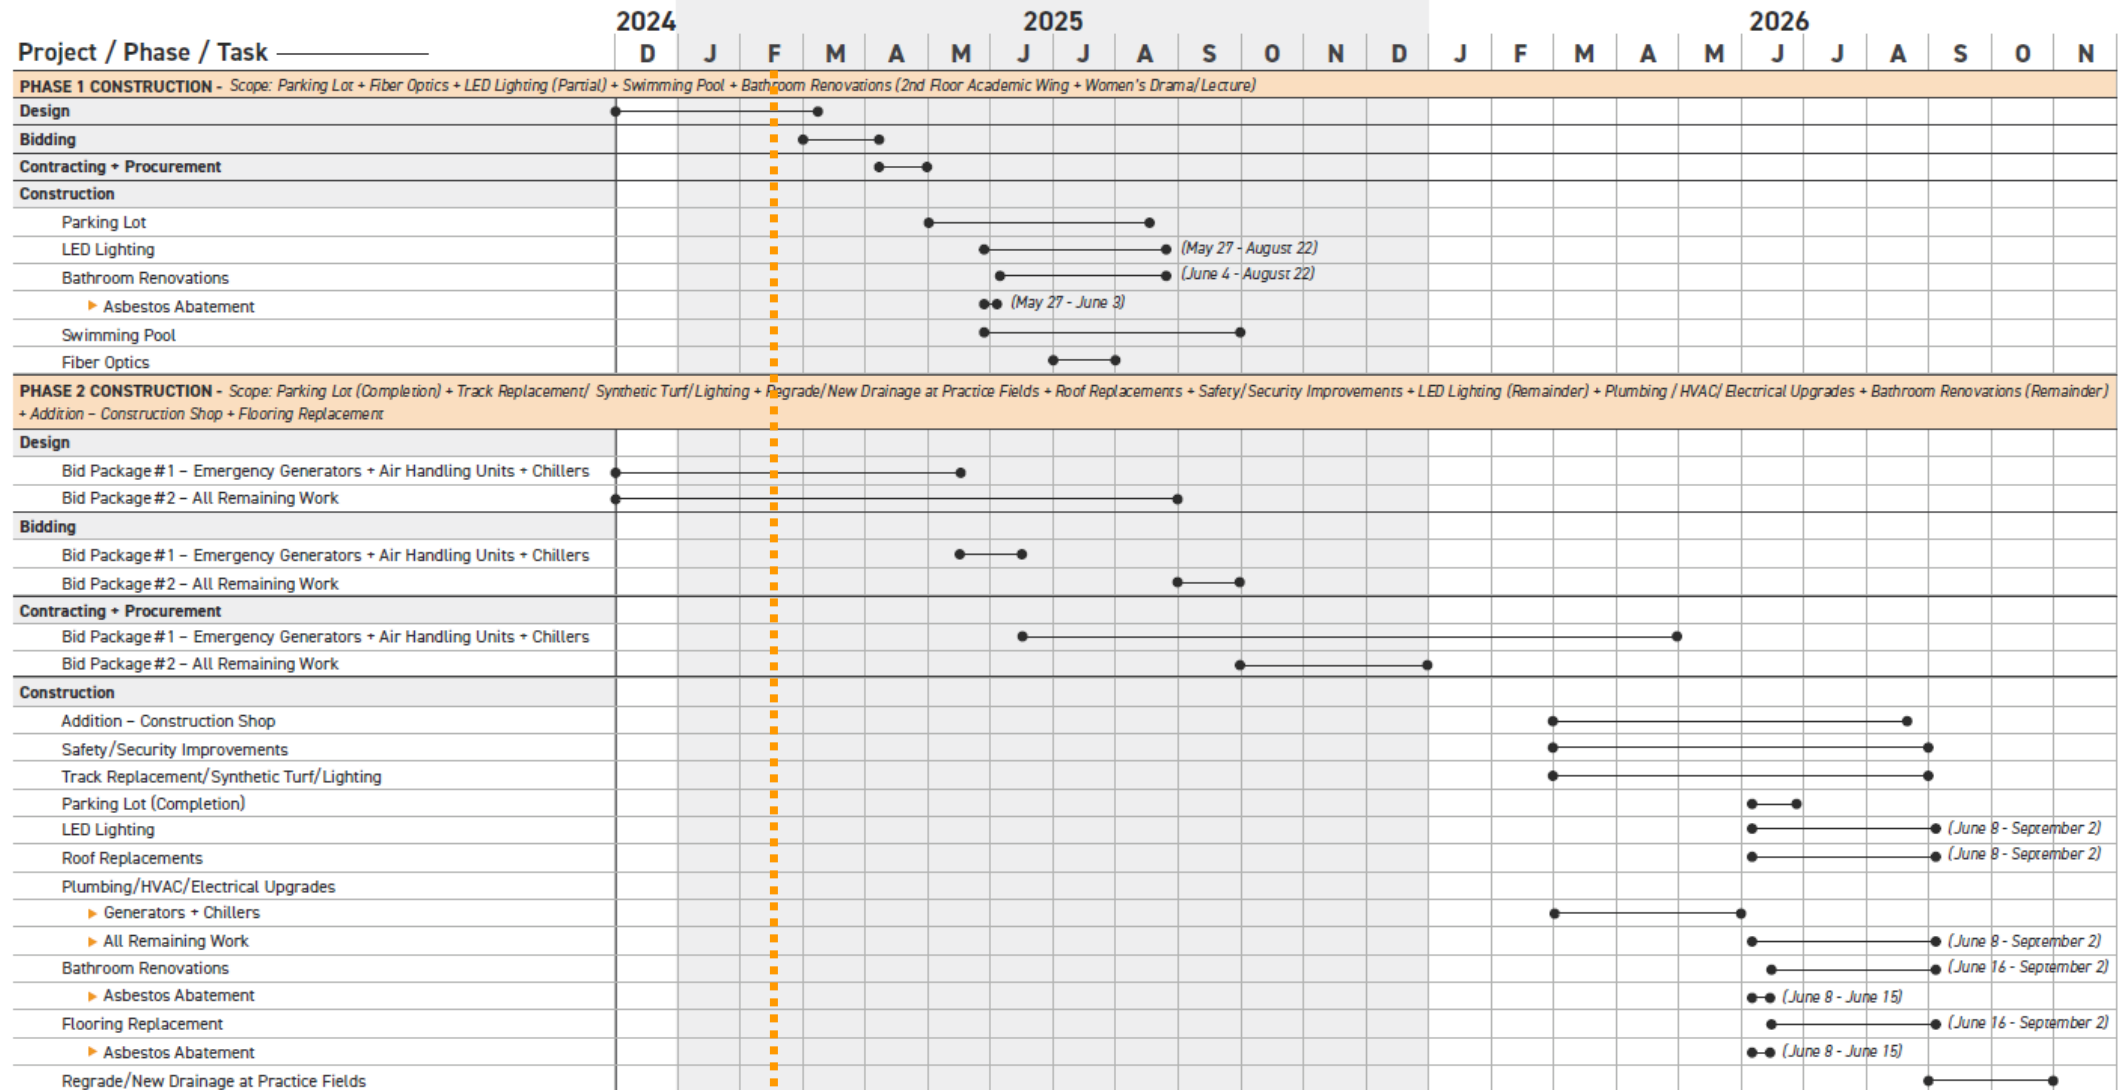 2024 2025 2026
Project / Phase / Task D J F M A M J J A S O N D J F M A M J J A S O N
PHASE 1 CONSTRUCTION - Scope: Parking Lot + Fiber Optics + LED Lighting (Partial) + Swimming Pool + Bathroom Renovations (2nd Floor Academic Wing + Women's Drama/Lecture)
Design
Bidding
Contracting + Procurement
Construction
Parking Lot
LED Lighting (May 27 - August 22)
Bathroom Renovations (June 4 - August 22)
Asbestos Abatement (May 27 - June 3)
Swimming Pool
Fiber Optics
PHASE 2 CONSTRUCTION - Scope: Parking Lot (Completion) + Track Replacement/ Synthetic Turf/Lighting + Regrade/New Drainage at Practice Fields + Roof Replacements + Safety/Security Improvements + LED Lighting (Remainder) + Plumbing / HVAC/ Electrical Upgrades + Bathroom Renovations (Remainder)
+ Addition – Construction Shop + Flooring Replacement
Design
Bid Package #1 – Emergency Generators + Air Handling Units + Chillers
Bid Package #2 – All Remaining Work
Bidding
Bid Package #1 – Emergency Generators + Air Handling Units + Chillers
Bid Package #2 – All Remaining Work
Contracting + Procurement
Bid Package #1 – Emergency Generators + Air Handling Units + Chillers
Bid Package #2 – All Remaining Work
Construction
Addition – Construction Shop
Safety/Security Improvements
Track Replacement/Synthetic Turf/Lighting
Parking Lot (Completion)
LED Lighting (June 8 - September 2)
Roof Replacements (June 8 - September 2)
Plumbing/HVAC/Electrical Upgrades
Generators + Chillers
All Remaining Work (June 8 - September 2)
Bathroom Renovations (June 16 - September 2)
Asbestos Abatement (June 8 - June 15)
Flooring Replacement (June 16 - September 2)
Asbestos Abatement (June 8 - June 15)
Regrade/New Drainage at Practice Fields